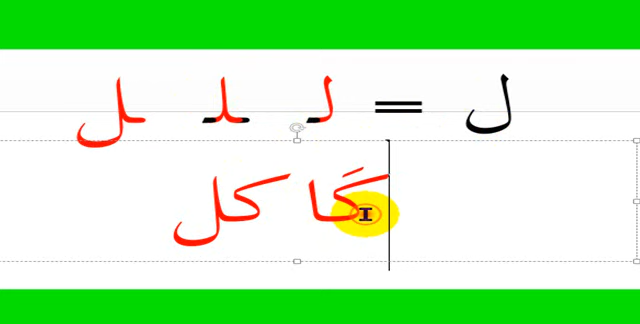 ل = لـ ـلـ ـل
كَا كل